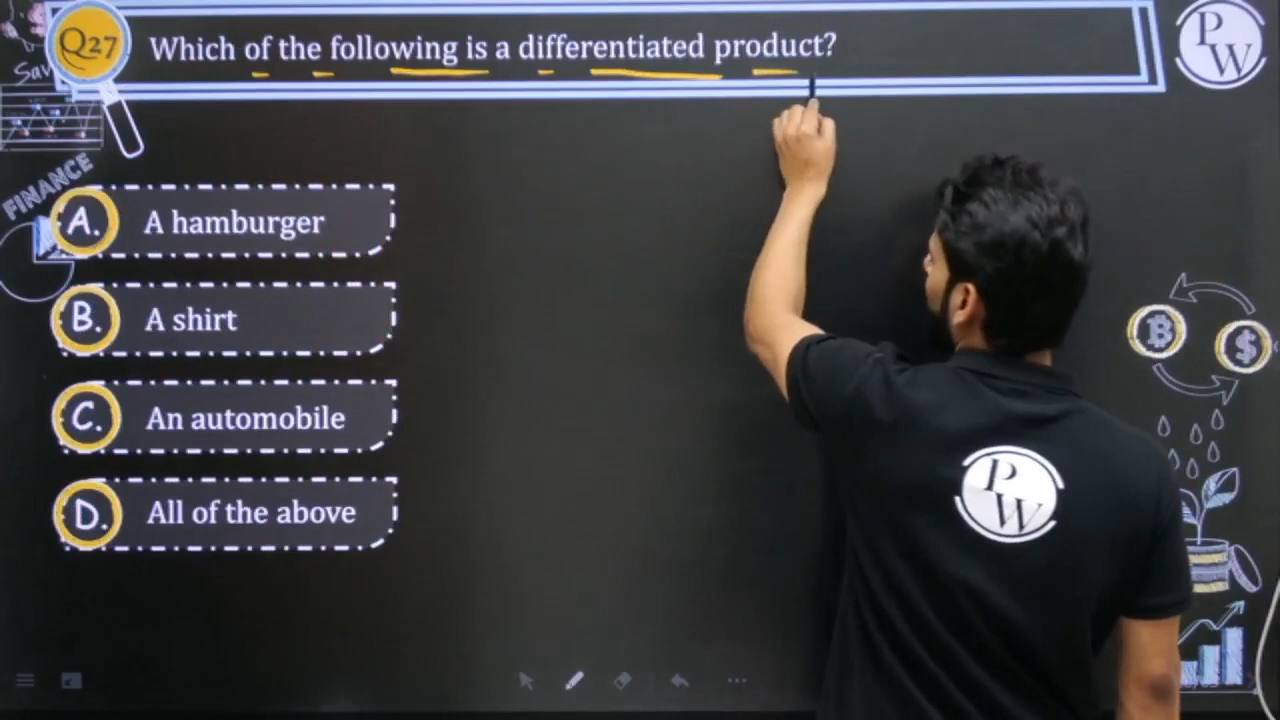 Q27
Which of the following is a differentiated product?
PW
Sav
FINANCE
A. A hamburger
B. A shirt
C. An automobile
D. All of the above
₿
$
PW